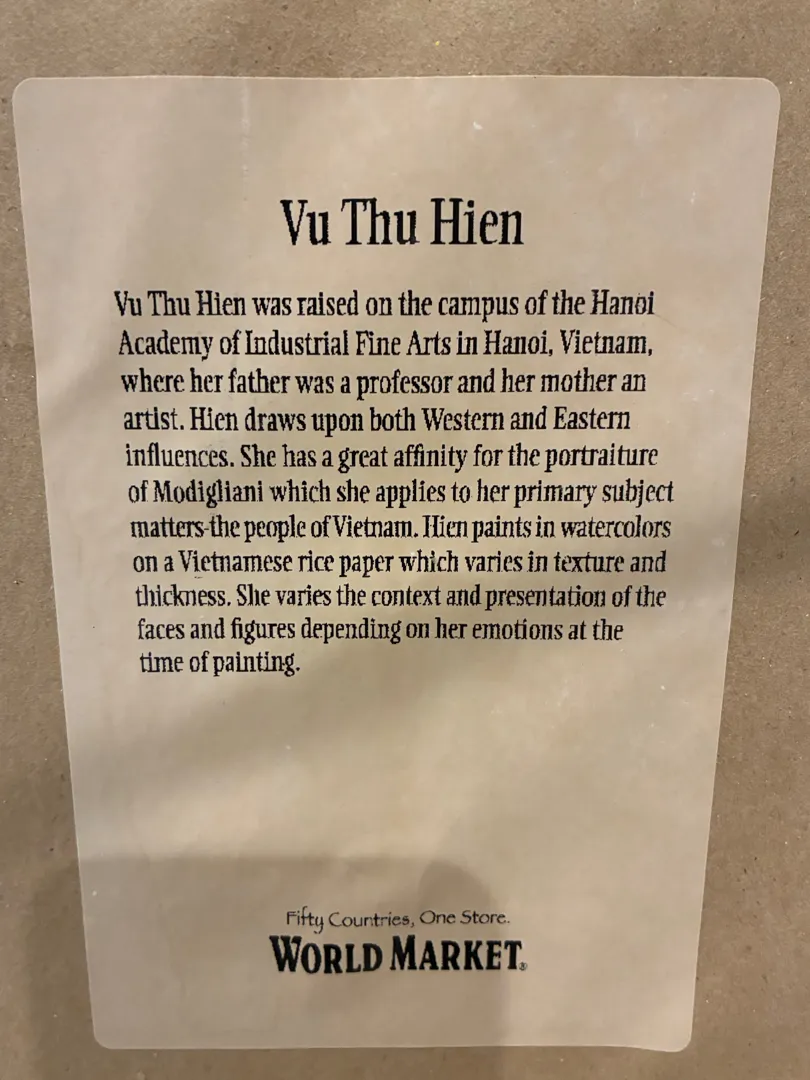 Vu Thu Hien
Vu Thu Hien was raised on the campus of the Hanoi
Academy of Industrial Fine Arts in Hanoi, Vietnam,
where her father was a professor and her mother an
artist. Hien draws upon both Western and Eastern
influences. She has a great affinity for the portraiture
of Modigliani which she applies to her primary subject
matters-the people of Vietnam. Hien paints in watercolors
on a Vietnamese rice paper which varies in texture and
thickness. She varies the context and presentation of the
faces and figures depending on her emotions at the
time of painting.
Fifty Countries, One Store.
WORLD MARKET®